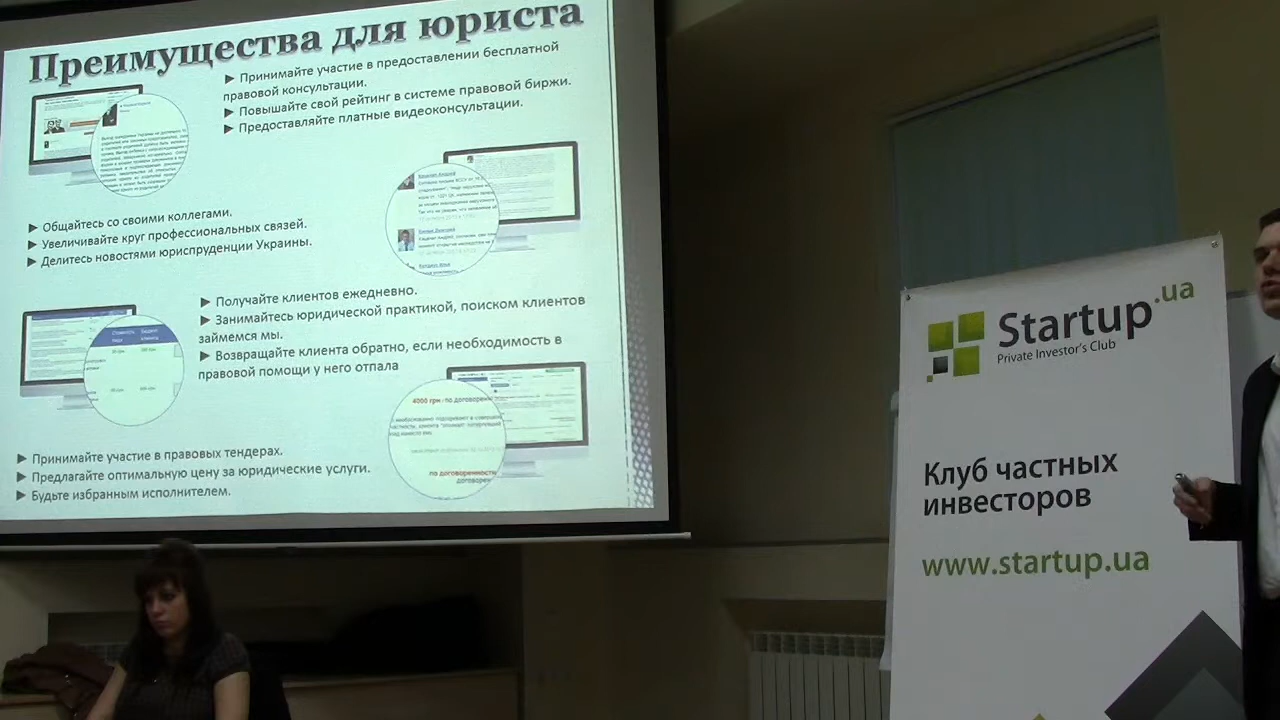 Преимущества для юриста
► Принимайте участие в предоставлении бесплатной
правовой консультации.
► Повышайте свой рейтинг в системе правовой биржи.
► Предоставляйте платные видеоконсультации.
► Общайтесь со своими коллегами.
► Увеличивайте круг профессиональных связей.
► Делитесь новостями юриспруденции Украины.
► Получайте клиентов ежедневно.
► Занимайтесь юридической практикой, поиском клиентов
займемся мы.
► Возвращайте клиента обратно, если необходимость в
правовой помощи у него отпала
4000 грн
по договоренности
► Принимайте участие в правовых тендерах.
► Предлагайте оптимальную цену за юридические услуги.
► Будьте избранным исполнителем.
Startup.ua
Private Investor's Club
Клуб частных
инвесторов
www.startup.ua